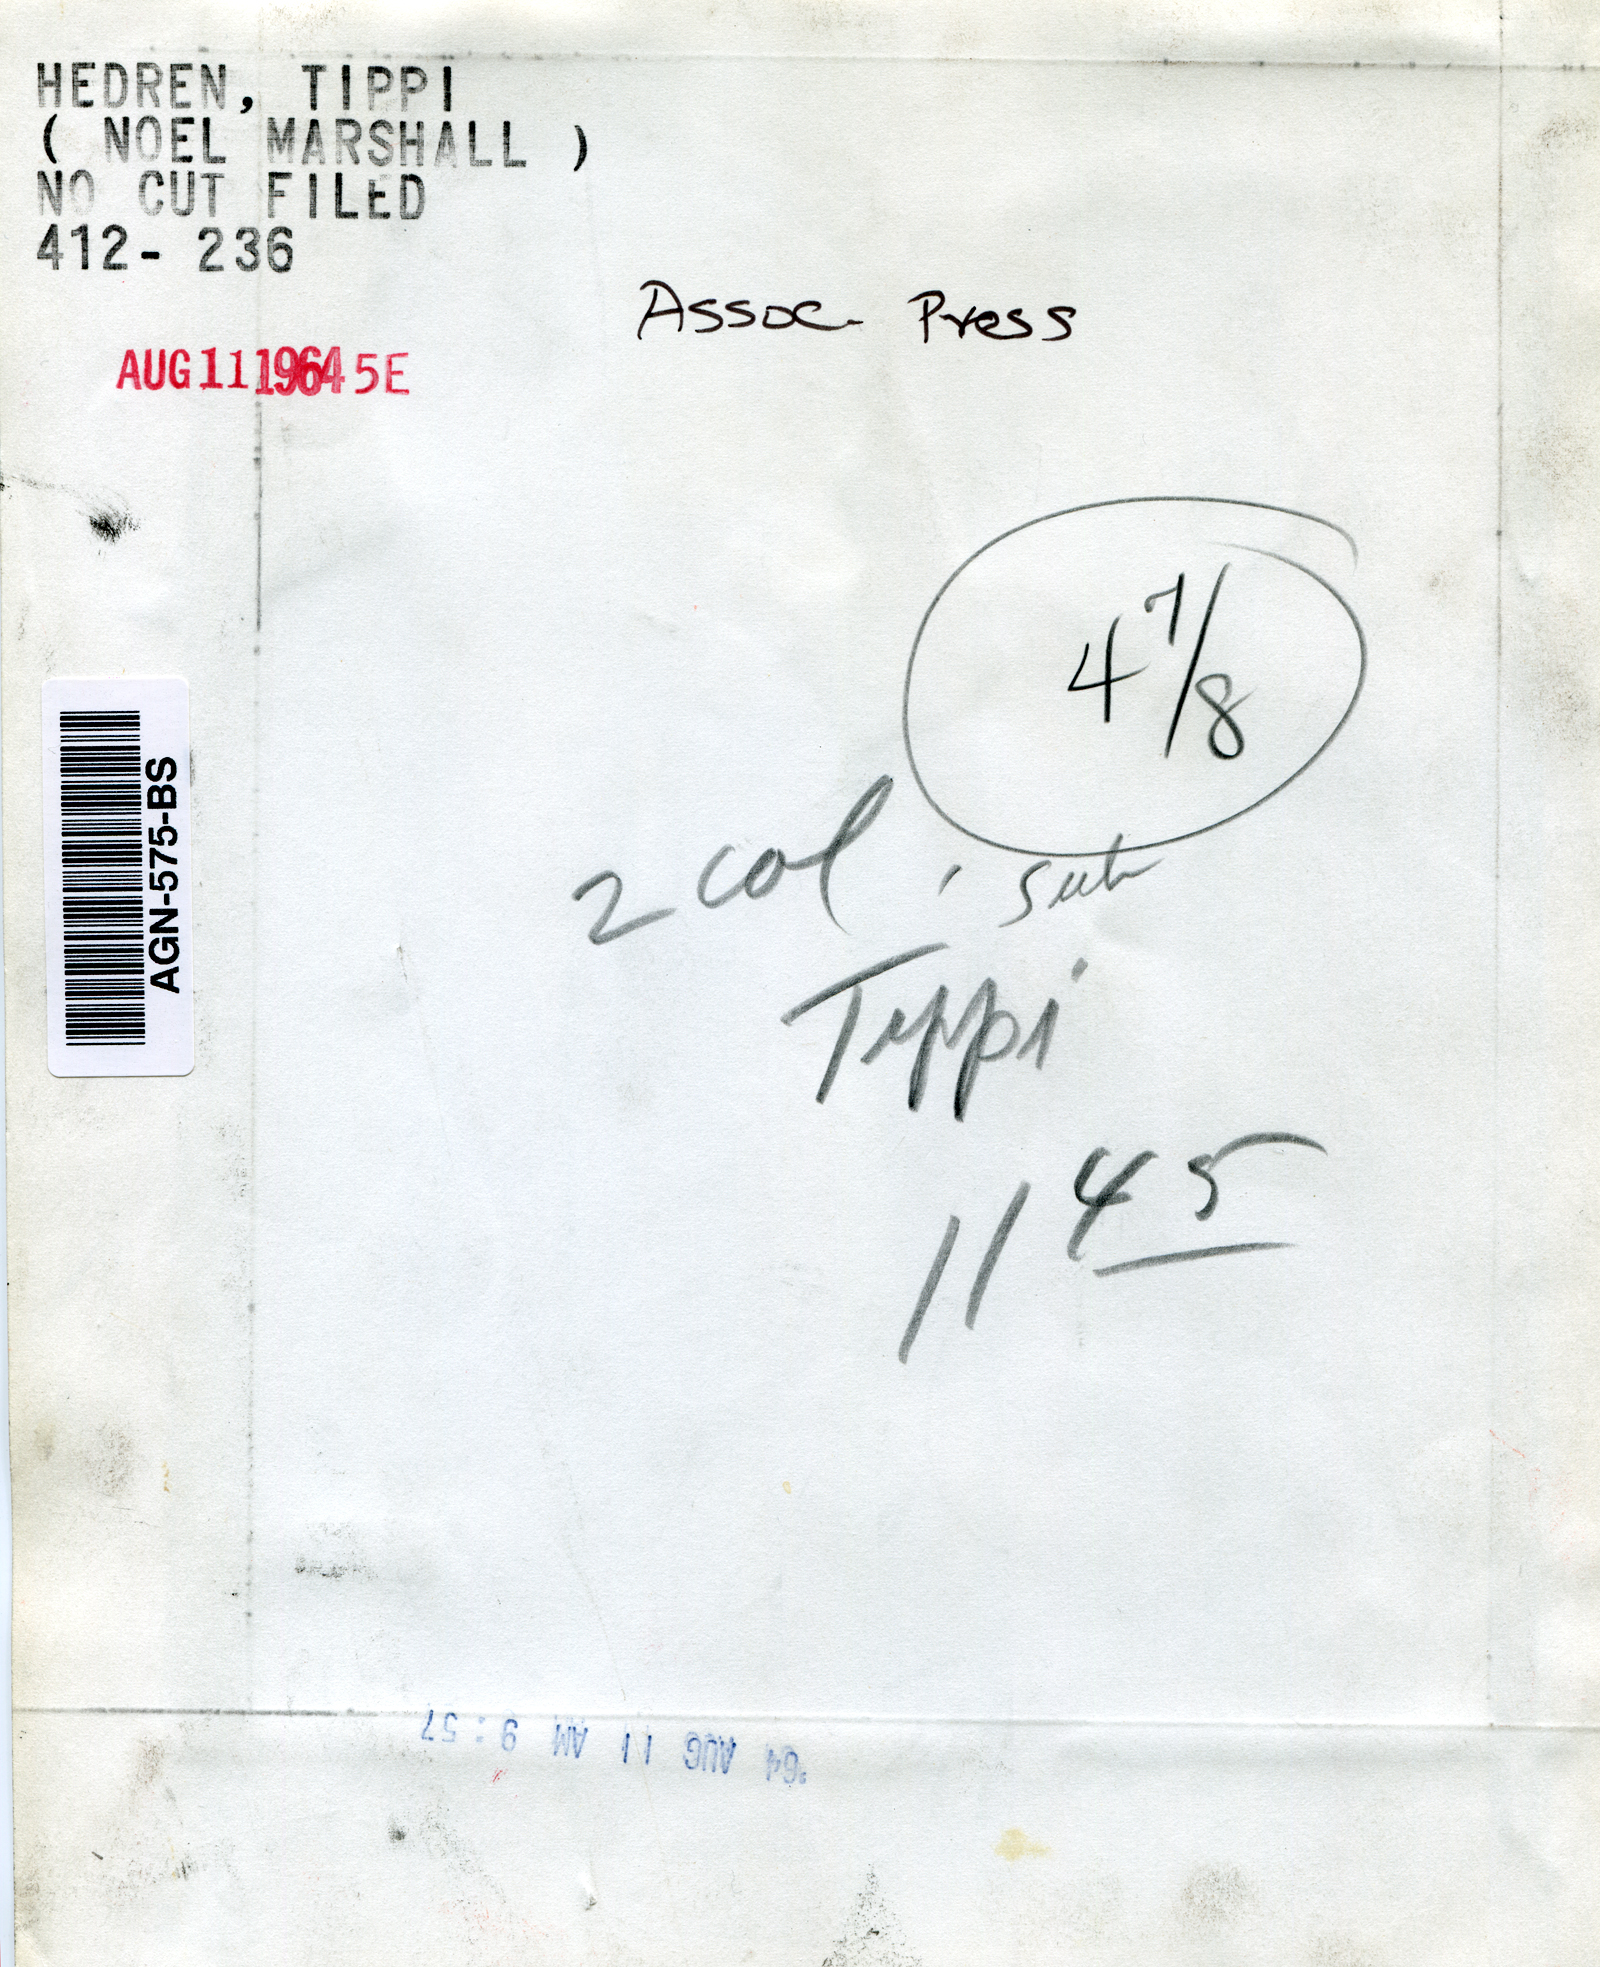 HEDREN, TIPPI
( NOEL MARSHALL )
NO CUT FILED
412- 236
Assoc. Press
AUG 11 1964 5E
4 7/8
2 col
Tippi
11 45
AGN-575-BS
'64 AUG 11 AM 9:57